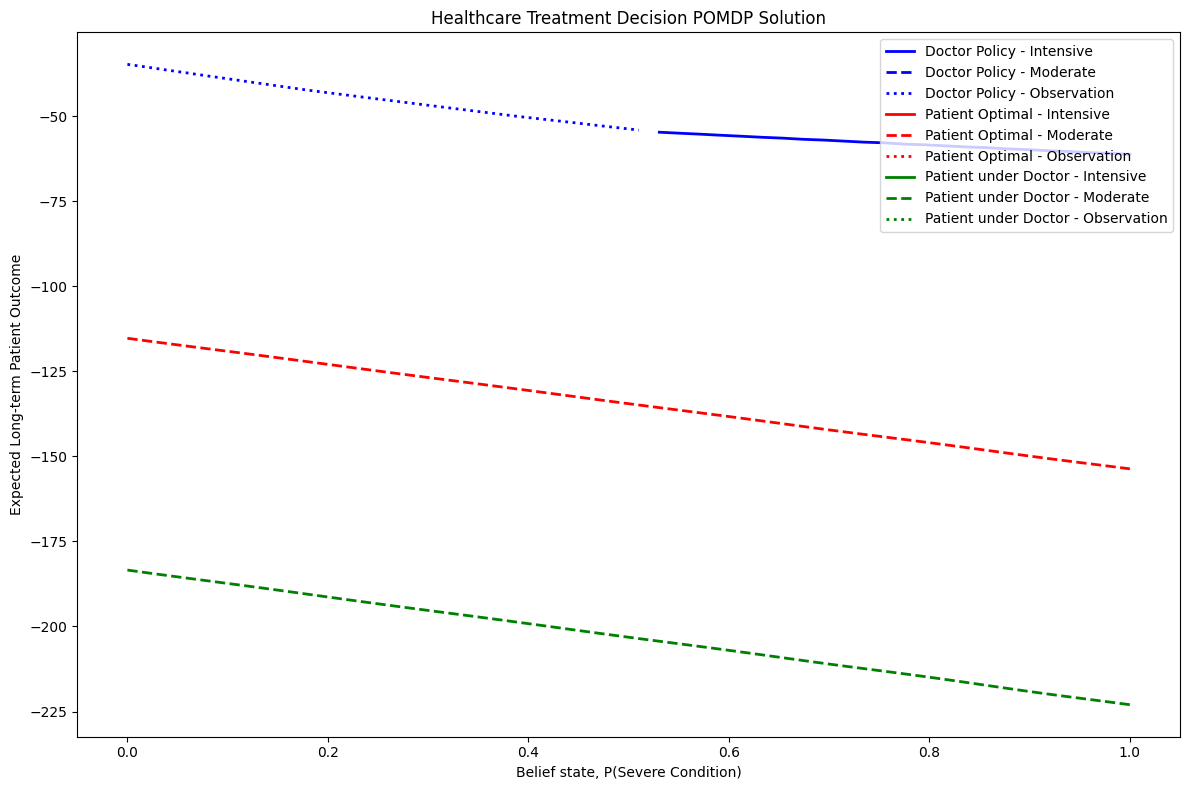 Healthcare Treatment Decision POMDP Solution
Doctor Policy - Intensive
Doctor Policy - Moderate
Doctor Policy - Observation
Patient Optimal - Intensive
Patient Optimal - Moderate
Patient Optimal - Observation
Patient under Doctor - Intensive
Patient under Doctor - Moderate
Patient under Doctor - Observation
Expected Long-term Patient Outcome
−50
−75
−100
−125
−150
−175
−200
−225
0.0 0.2 0.4 0.6 0.8 1.0
Belief state, P(Severe Condition)